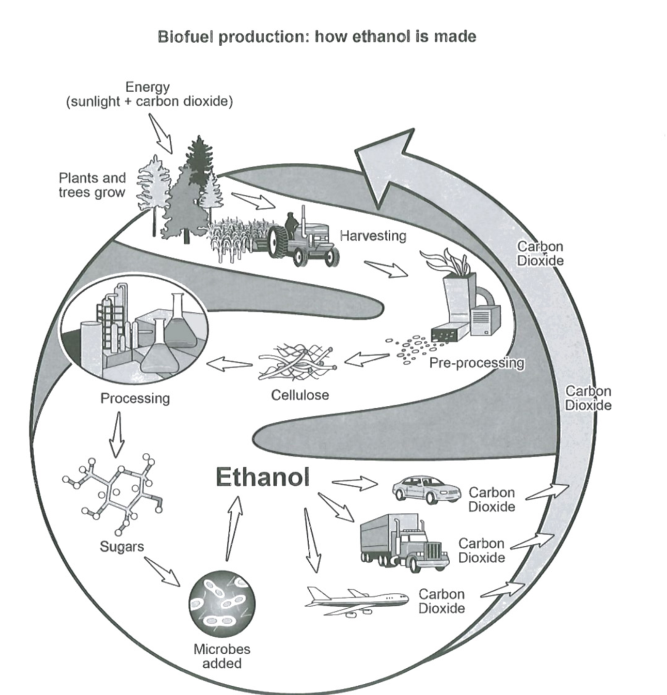 Biofuel production: how ethanol is made
Energy
(sunlight + carbon dioxide)
Plants and
trees grow
Harvesting
Carbon
Dioxide
Pre-processing
Carbon
Dioxide
Processing
Cellulose
Ethanol
Carbon
Dioxide
Sugars
Carbon
Dioxide
Carbon
Dioxide
Microbes
added